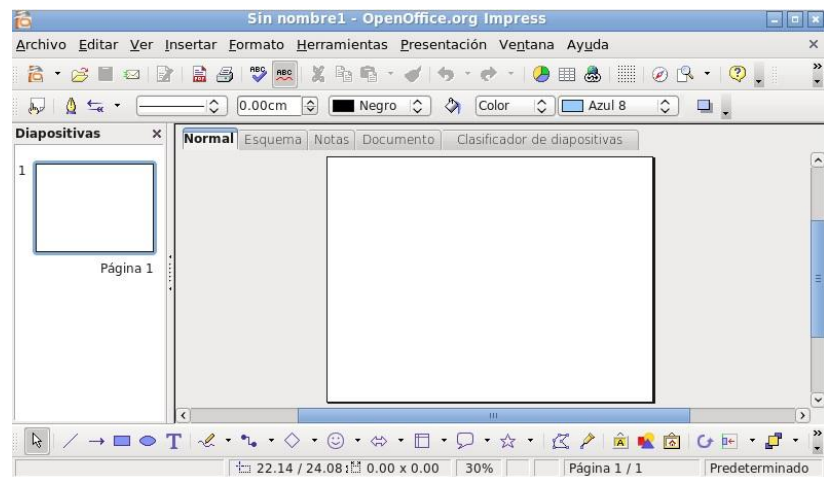 Sin nombre1 - OpenOffice.org Impress
Archivo Editar Ver Insertar Formato Herramientas Presentación Ventana Ayuda
ABC ABC
0.00cm Negro Color Azul 8
Diapositivas
Normal Esquema Notas Documento Clasificador de diapositivas
1
Página 1
T
22.14 / 24.08 0.00 x 0.00 30% Página 1 / 1 Predeterminado